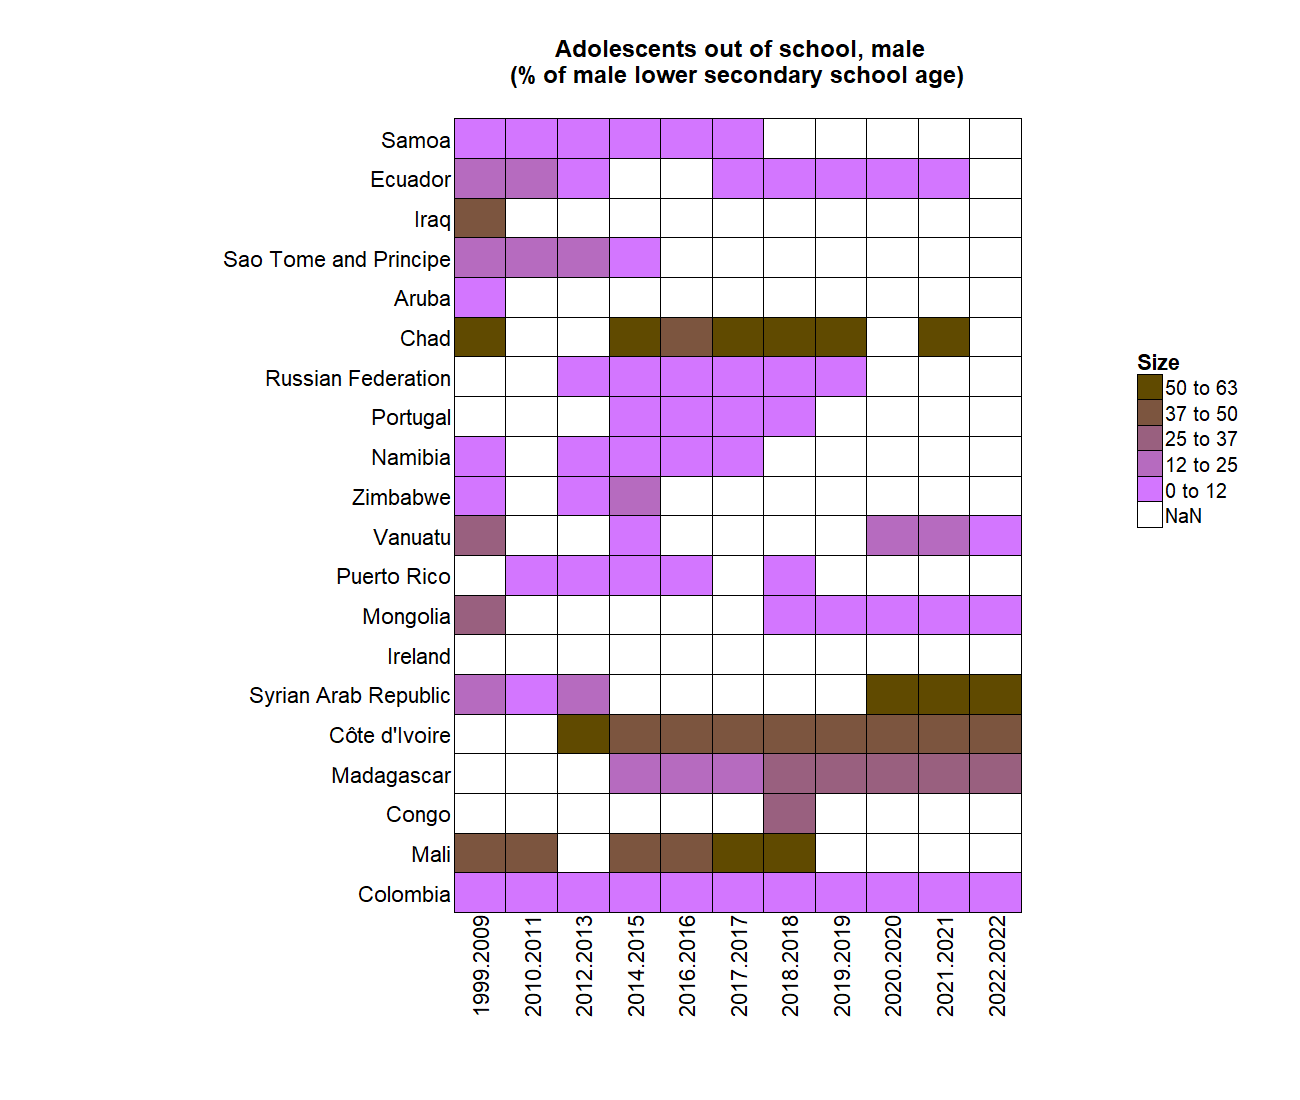 Adolescents out of school, male
(% of male lower secondary school age)
Samoa
Ecuador
Iraq
Sao Tome and Principe
Aruba
Chad
Russian Federation
Portugal
Namibia
Zimbabwe
Vanuatu
Puerto Rico
Mongolia
Ireland
Syrian Arab Republic
Côte d'Ivoire
Madagascar
Congo
Mali
Colombia
1999.2009
2010.2011
2012.2013
2014.2015
2016.2016
2017.2017
2018.2018
2019.2019
2020.2020
2021.2021
2022.2022
Size
50 to 63
37 to 50
25 to 37
12 to 25
0 to 12
NaN